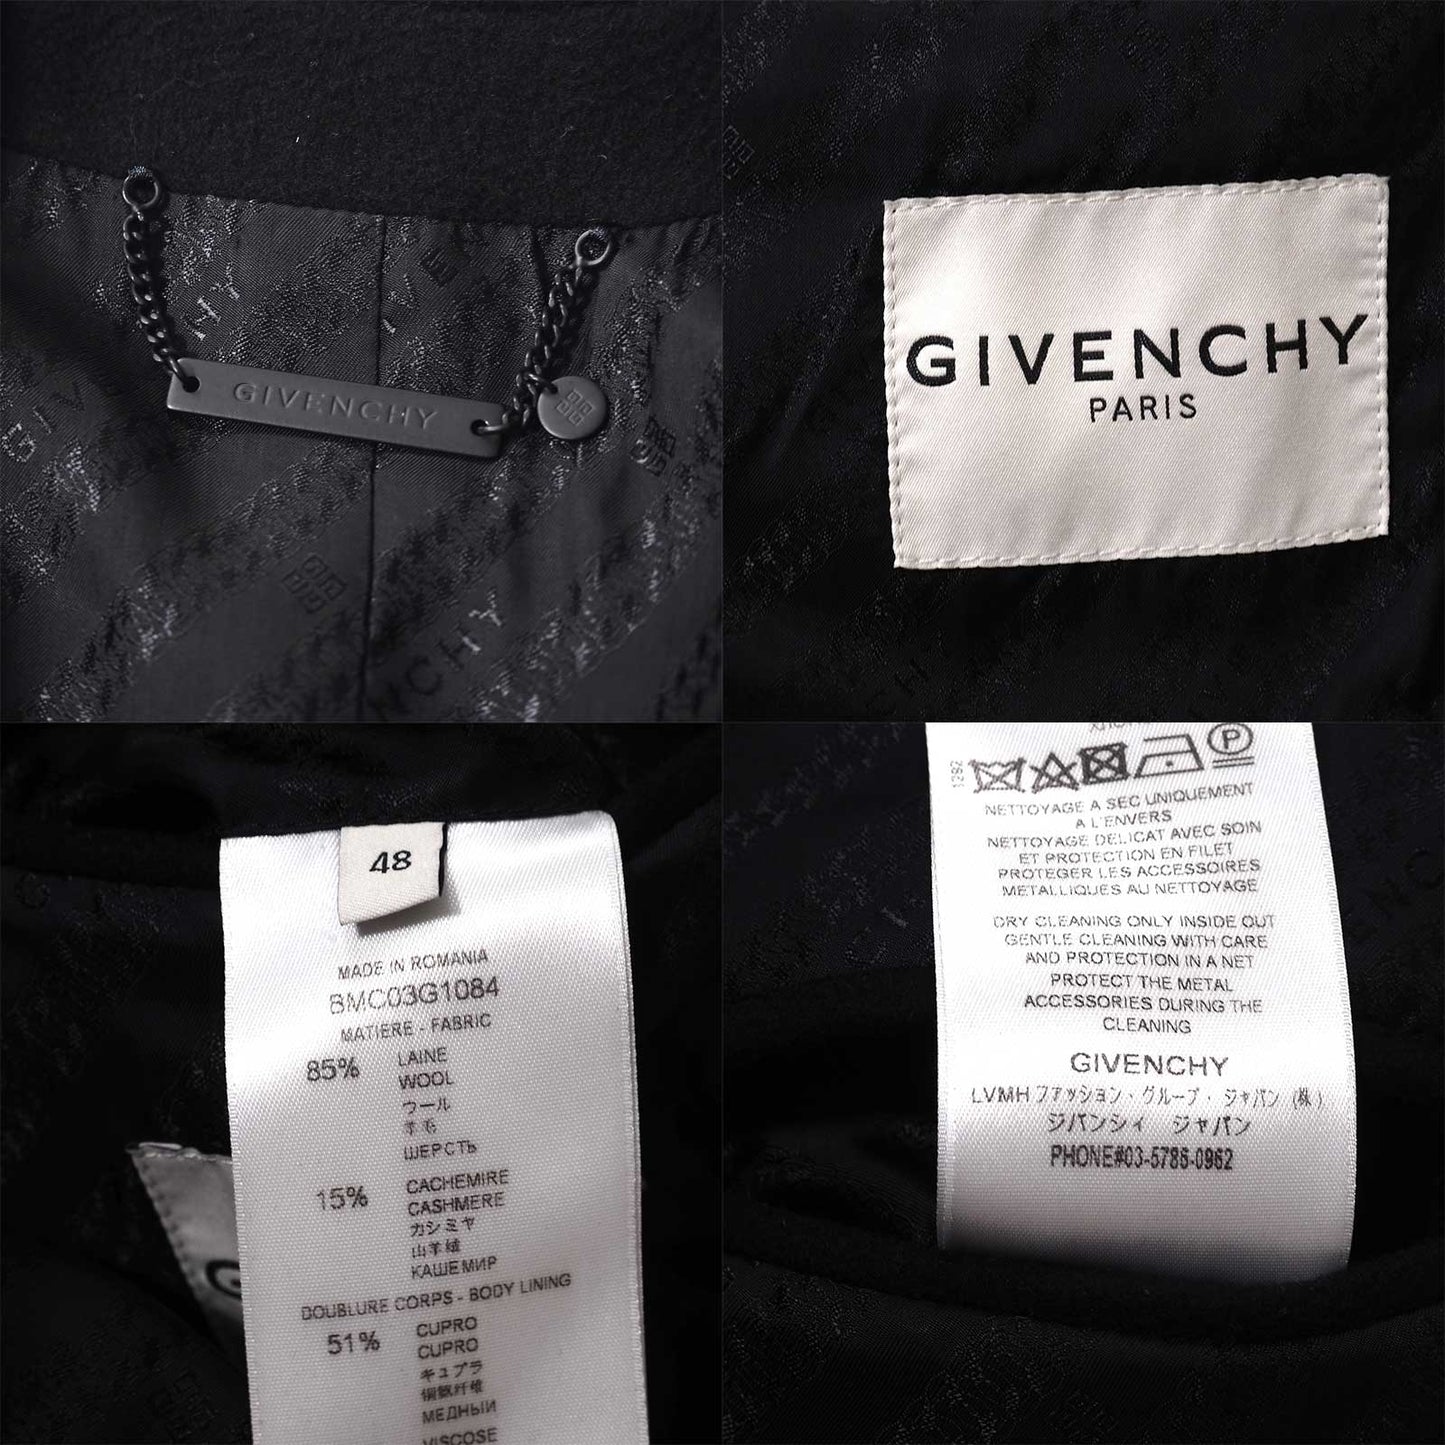 GIVENCHY
GIVENCHY
PARIS
48
MADE IN ROMANIA
BMC03G1084
MATIERE - FABRIC
85% LAINE
WOOL
ウール
羊毛
ШЕРСТЬ
15% CACHEMIRE
CASHMERE
カシミヤ
山羊绒
КАШЕМИР
DOUBLURE CORPS - BODY LINING
51% CUPRO
CUPRO
キュプラ
铜氨纤维
МЕДНЫЙ
VISCOSE
1292
P
NETTOYAGE A SEC UNIQUEMENT
A L'ENVERS
NETTOYAGE DELICAT AVEC SOIN
ET PROTECTION EN FILET
PROTEGER LES ACCESSOIRES
METALLIQUES AU NETTOYAGE
DRY CLEANING ONLY INSIDE OUT
GENTLE CLEANING WITH CARE
AND PROTECTION IN A NET
PROTECT THE METAL
ACCESSORIES DURING THE
CLEANING
GIVENCHY
LVMH ファッション・グループ・ジャパン (株)
ジバンシィ ジャパン
PHONE#03-5786-0962